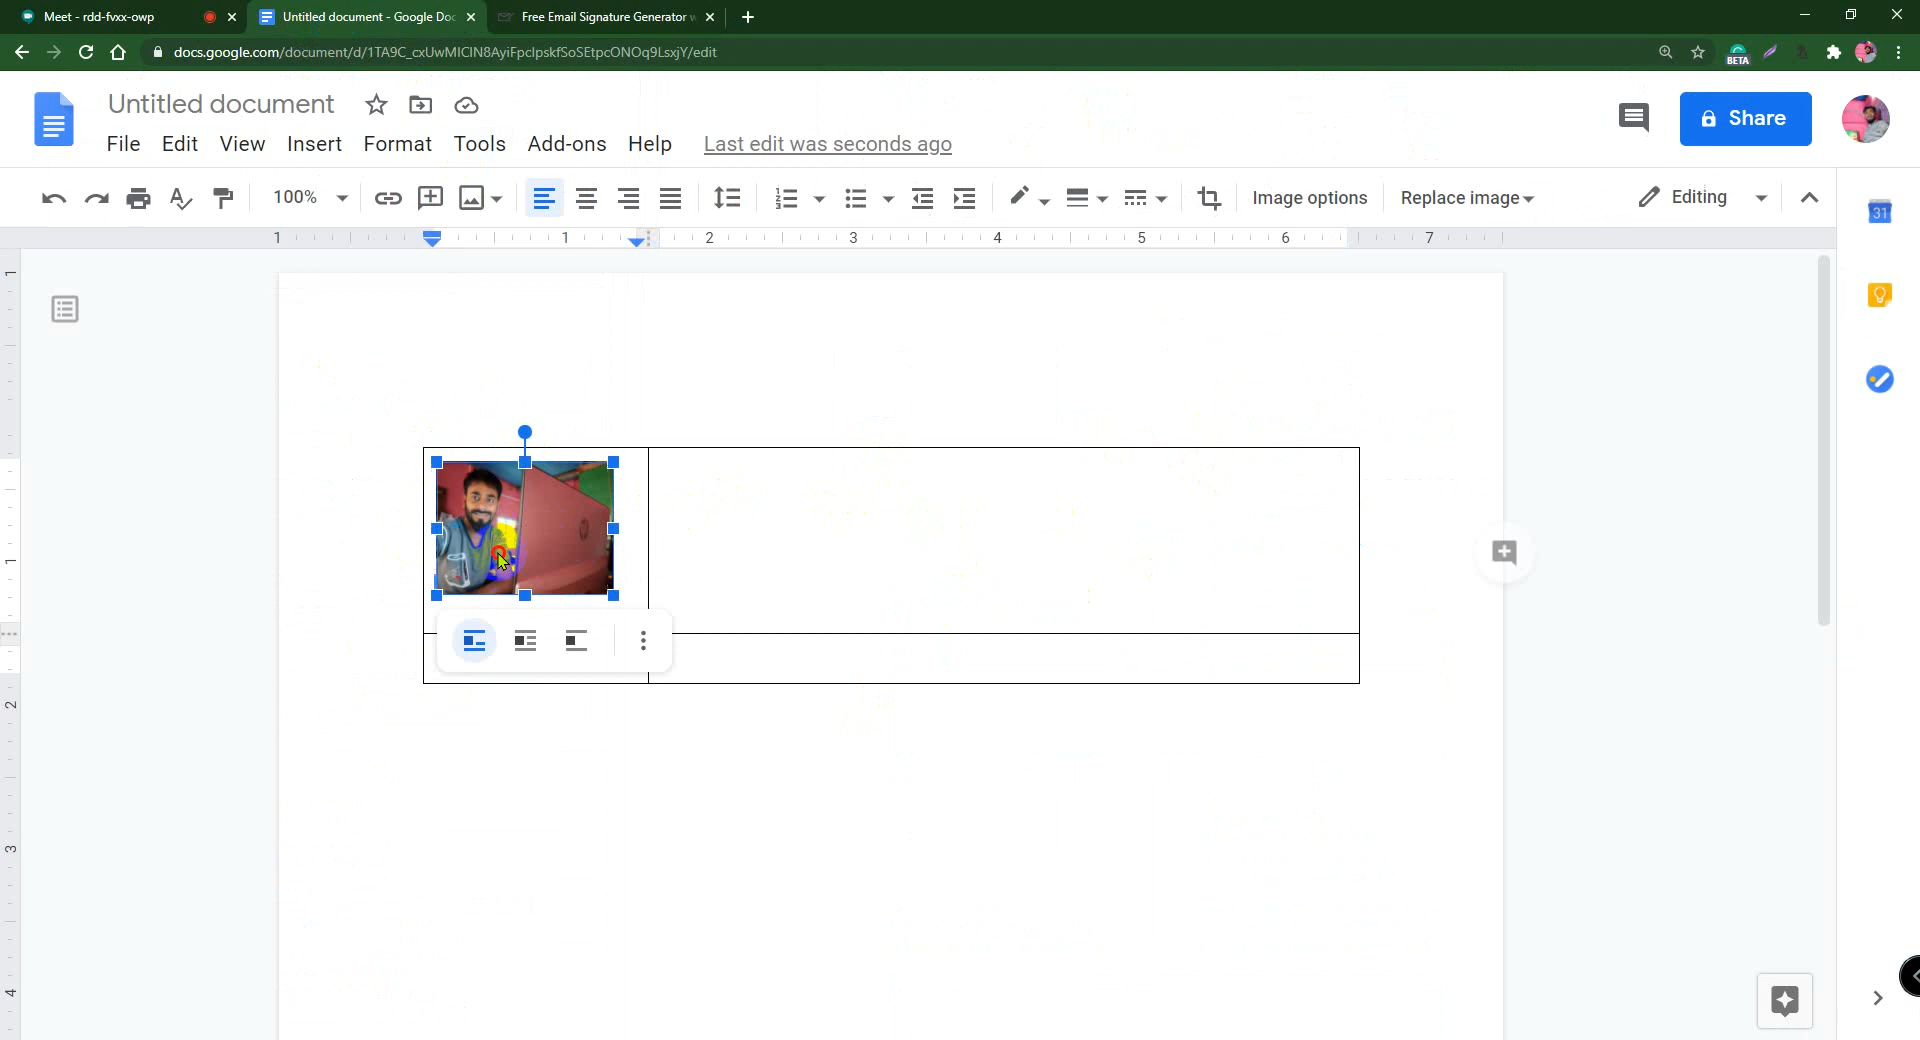 Meet - rdd-fvxx-owp
Untitled document - Google Doc
Free Email Signature Generator w
docs.google.com/document/d/1TA9C_cxUwMICIN8AyiFpcIpskfSoSEtpcONOq9LsxjY/edit
BETA
Untitled document
File Edit View Insert Format Tools Add-ons Help Last edit was seconds ago
Share
100%
Image options
Replace image
Editing
31
1 1 2 3 4 5 6 7
1
1
2
3
4